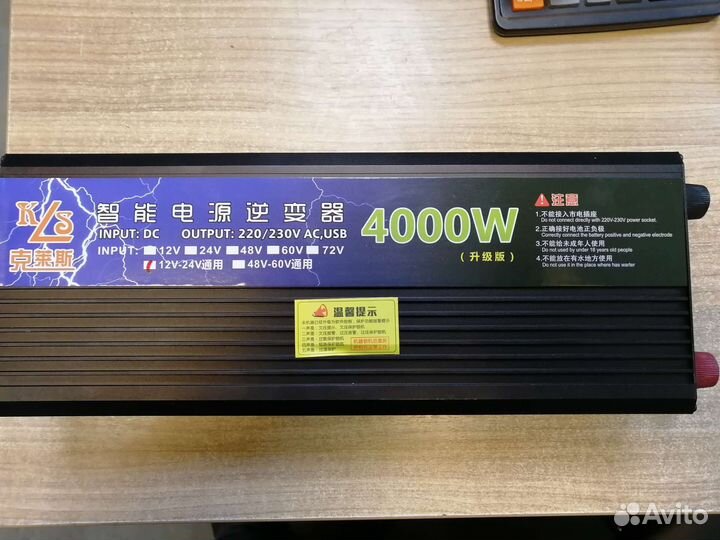 KLS
克莱斯
智能电源逆变器
INPUT: DC OUTPUT: 220/230V AC,USB
INPUT: 12V 24V 48V 60V 72V
12V-24V通用 48V-60V通用
4000W
(升级版)
注意
1.不能接入市电插座
Do not connect directly with 220V-230V power socket.
2.正确接好电池正负极
Correctly connect the battery positive and negative electrode
3.不能给未成年人使用
Do not used by under 18 years old people
4.不能放在有水地方使用
Do not use it in the place where has warter
温馨提示
Avito